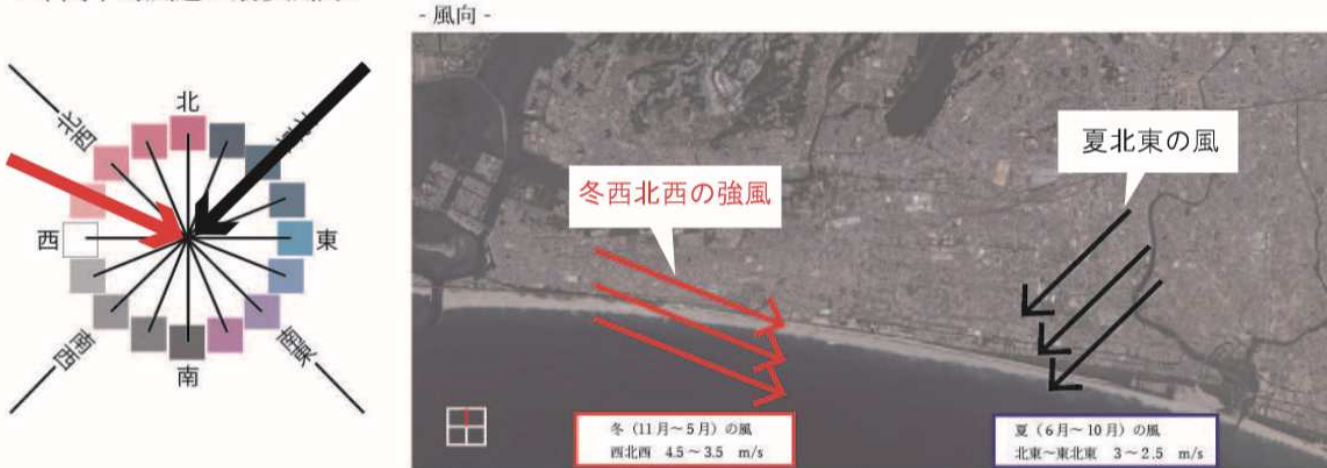 - 風向 -
北
北西
西
東
南西
南東
南
冬西北西の強風
夏北東の風
冬（11月～5月）の風
西北西 4.5～3.5 m/s
夏（6月～10月）の風
北東～東北東 3～2.5 m/s